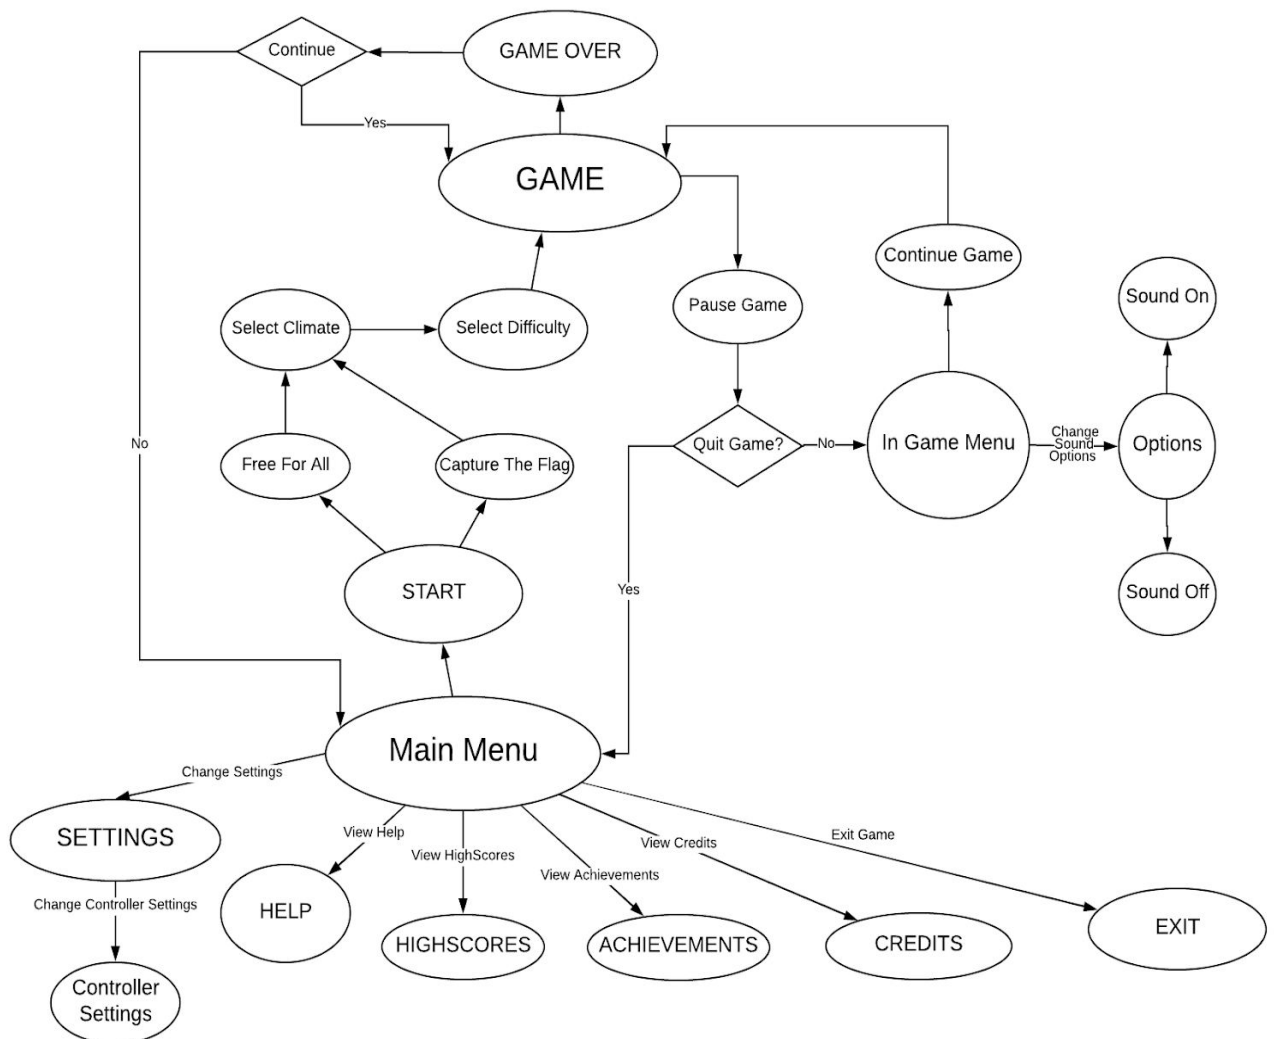 Continue
GAME OVER
Yes
GAME
Continue Game
Sound On
Pause Game
Select Climate
Select Difficulty
No
Quit Game?
No
In Game Menu
Change
Sound
Options
Options
Free For All
Capture The Flag
START
Yes
Sound Off
Main Menu
Change Settings
SETTINGS
View Help
View HighScores
View Achievements
View Credits
Exit Game
Change Controller Settings
HELP
HIGHSCORES
ACHIEVEMENTS
CREDITS
EXIT
Controller
Settings